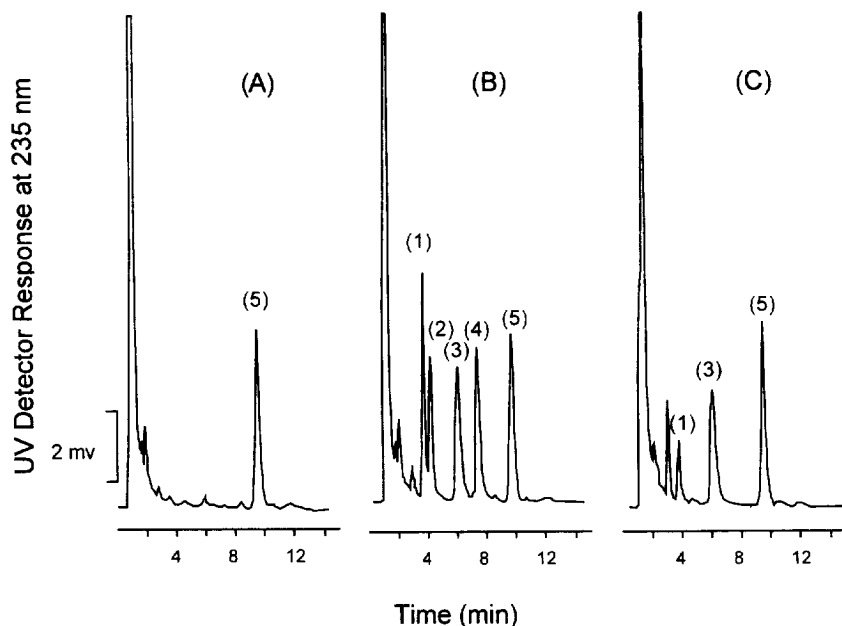 UV Detector Response at 235 nm
2 mv
(A)
(5)
4 8 12
(B)
(1)
(2)
(3)
(4)
(5)
4 8 12
(C)
(1)
(3)
(5)
4 8 12
Time (min)